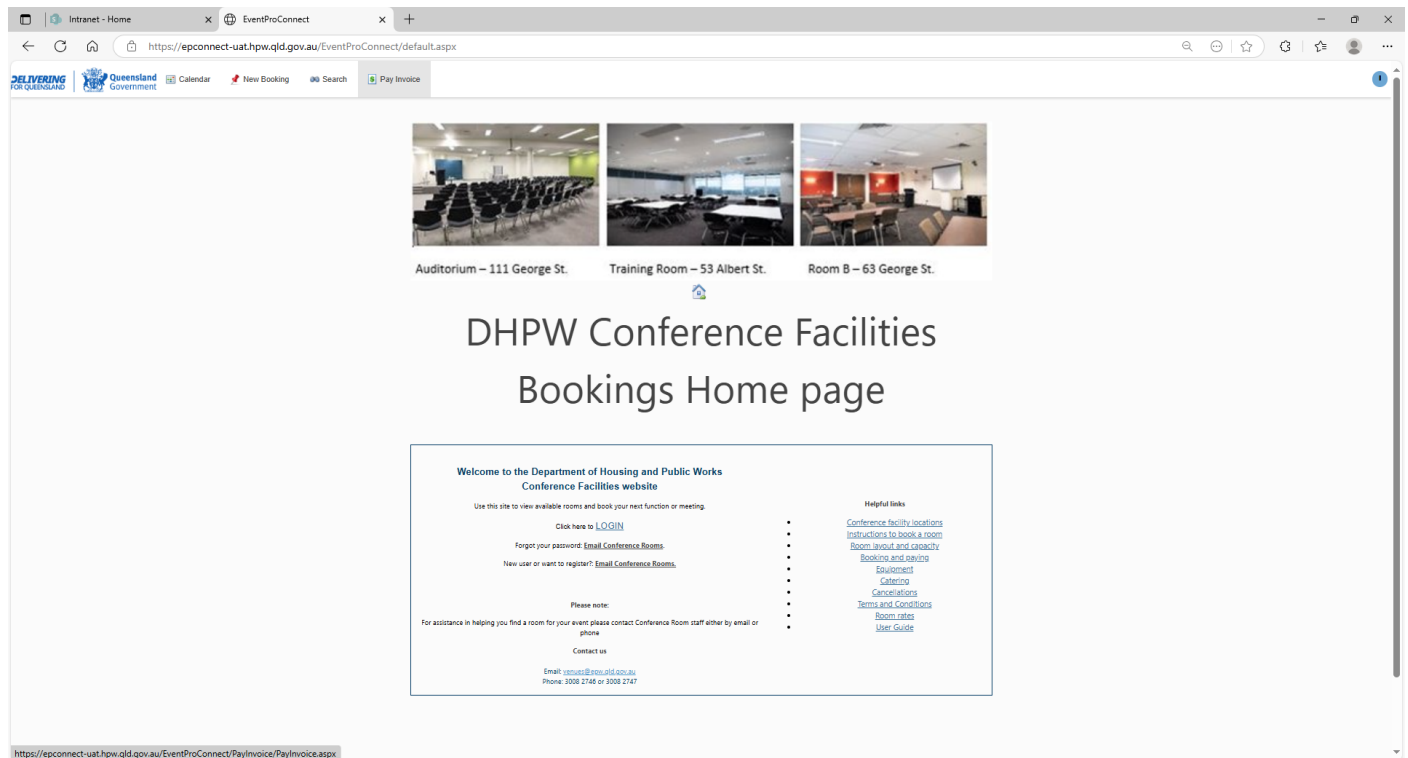 Intranet - Home
EventProConnect
https://epconnect-uat.hpw.qld.gov.au/EventProConnect/default.aspx
DELIVERING
FOR QUEENSLAND
Queensland
Government
Calendar
New Booking
Search
Pay Invoice
Auditorium – 111 George St.
Training Room – 53 Albert St.
Room B – 63 George St.
DHPW Conference Facilities
Bookings Home page
Welcome to the Department of Housing and Public Works
Conference Facilities website
Use this site to view available rooms and book your next function or meeting.
Click here to LOGIN
Forgot your password: Email Conference Rooms.
New user or want to register?: Email Conference Rooms.
Please note:
For assistance in helping you find a room for your event please contact Conference Room staff either by email or
phone
Contact us
Email: venues@epw.qld.gov.au
Phone: 3008 2746 or 3008 2747
Helpful links
Conference facility locations
Instructions to book a room
Room layout and capacity
Booking and paying
Equipment
Catering
Cancellations
Terms and Conditions
Room rates
User Guide
https://epconnect-uat.hpw.qld.gov.au/EventProConnect/PayInvoice/PayInvoice.aspx